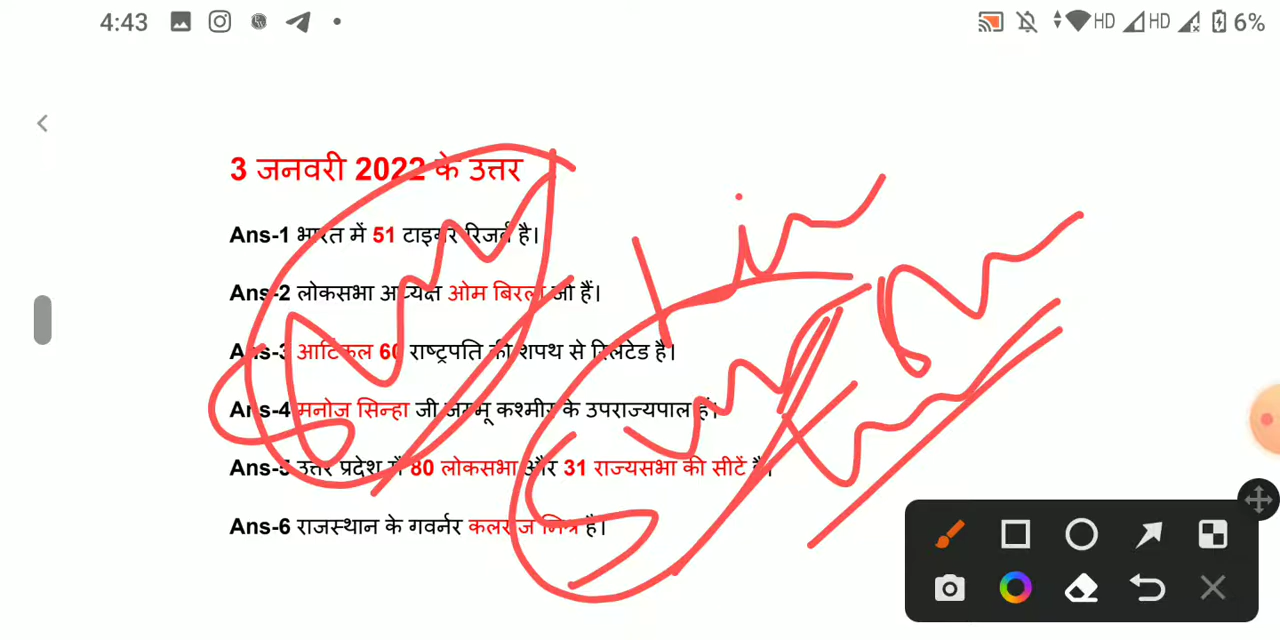 4:43
HD HD 6%
3 जनवरी 2022 के उत्तर
Ans-1 भारत में 51 टाइगर रिजर्व है।
Ans-2 लोकसभा अध्यक्ष ओम बिरला जी हैं।
Ans-3 आर्टिकल 60 राष्ट्रपति की शपथ से रिलेटेड है।
Ans-4 मनोज सिन्हा जी जम्मू कश्मीर के उपराज्यपाल हैं।
Ans-5 उत्तर प्रदेश में 80 लोकसभा और 31 राज्यसभा की सीटें है।
Ans-6 राजस्थान के गवर्नर कलराज मिश्र है।